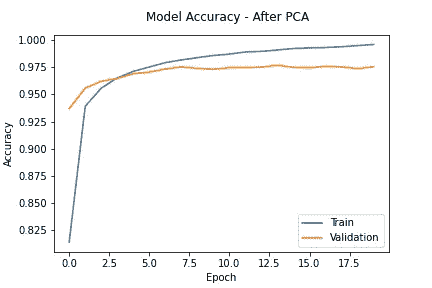 Model Accuracy - After PCA
1.000
0.975
0.950
0.925
0.900
0.875
0.850
0.825
Accuracy
Train
Validation
0.0 2.5 5.0 7.5 10.0 12.5 15.0 17.5
Epoch